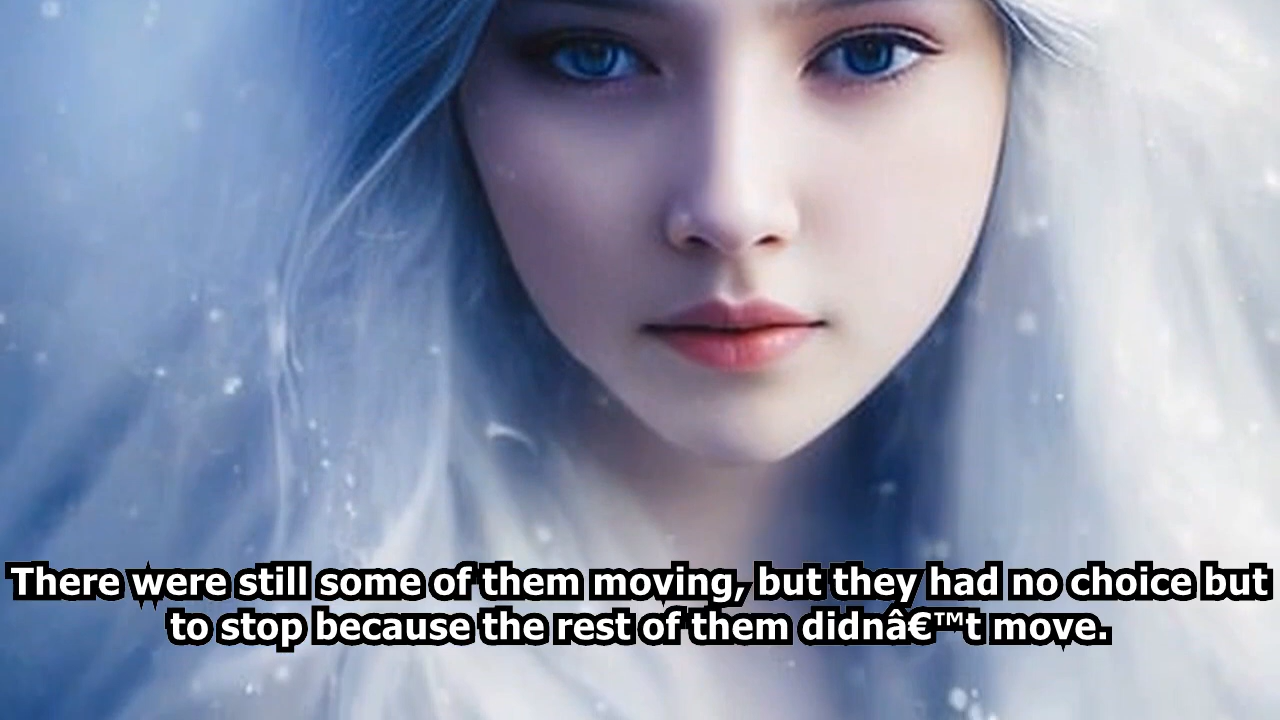 There were still some of them moving, but they had no choice but
to stop because the rest of them didnâ€™t move.